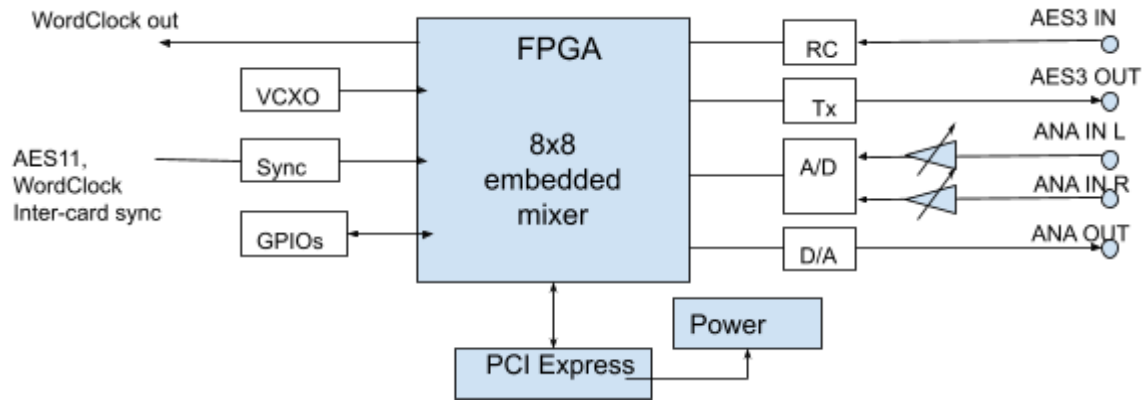 WordClock out
FPGA
AES3 IN
RC
VCXO
AES3 OUT
Tx
8x8
embedded
mixer
ANA IN L
AES11,
WordClock
Inter-card sync
Sync
A/D
ANA IN R
GPIOs
ANA OUT
D/A
Power
PCI Express